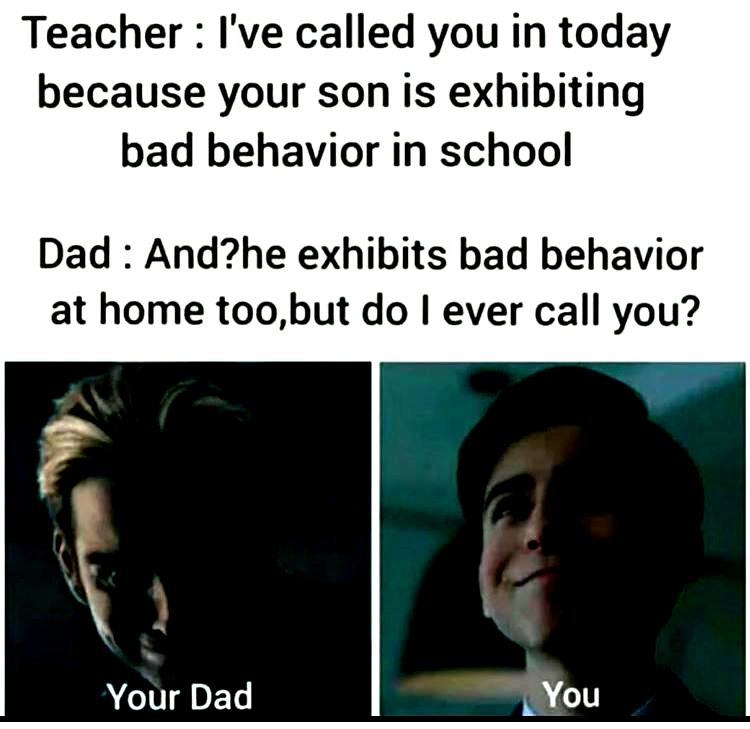 Teacher : I've called you in today
because your son is exhibiting
bad behavior in school
Dad : And?he exhibits bad behavior
at home too,but do I ever call you?
Your Dad
You